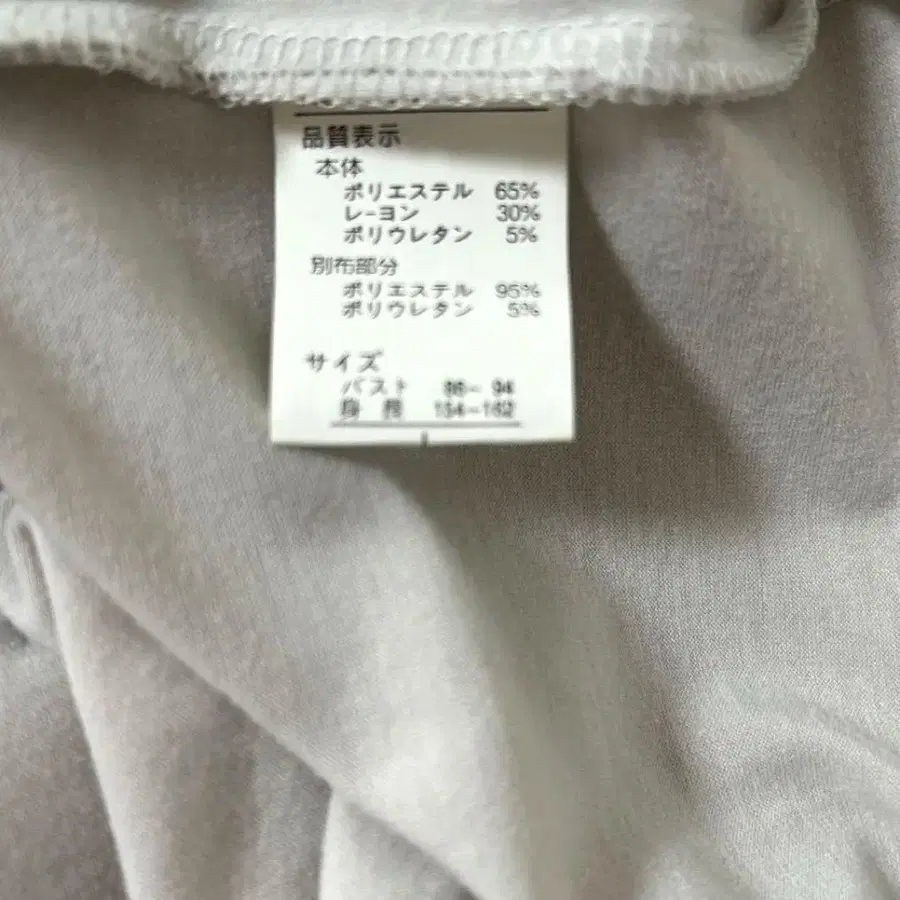 品質表示
本体
ポリエステル 65%
レーヨン 30%
ポリウレタン 5%
別布部分
ポリエステル 95%
ポリウレタン 5%
サイズ
バスト 86-94
身長 154-162
L